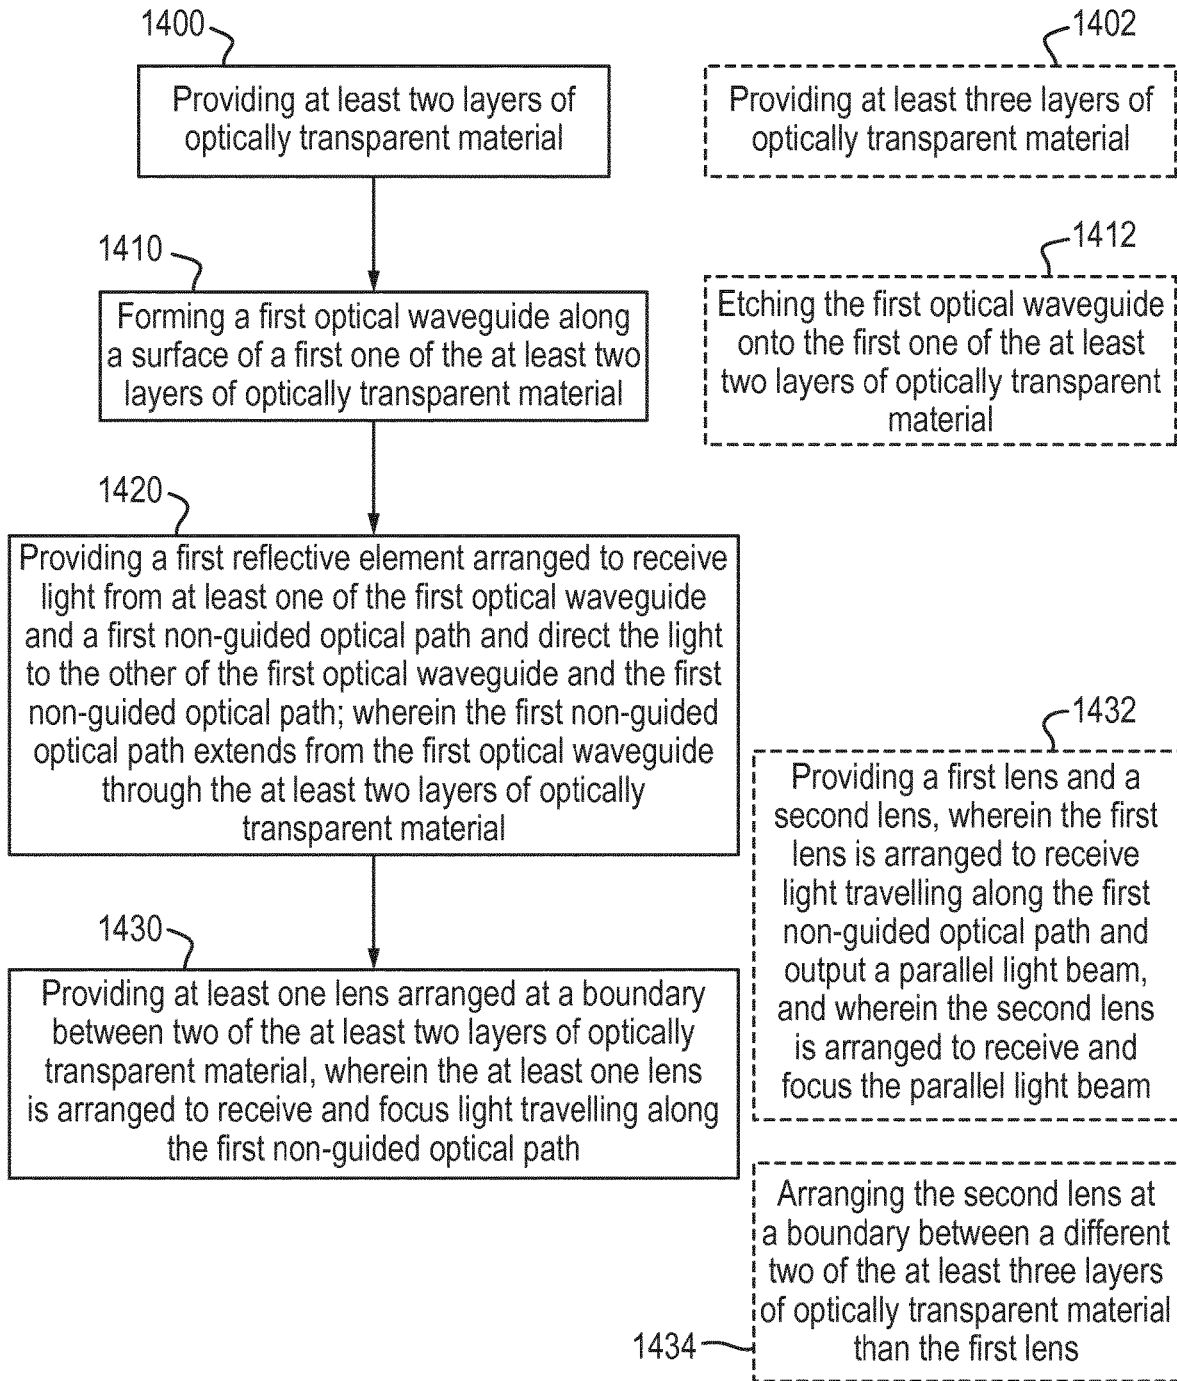 1400
Providing at least two layers of
optically transparent material
1402
Providing at least three layers of
optically transparent material
1410
Forming a first optical waveguide along
a surface of a first one of the at least two
layers of optically transparent material
1412
Etching the first optical waveguide
onto the first one of the at least
two layers of optically transparent
material
1420
Providing a first reflective element arranged to receive
light from at least one of the first optical waveguide
and a first non-guided optical path and direct the light
to the other of the first optical waveguide and the first
non-guided optical path; wherein the first non-guided
optical path extends from the first optical waveguide
through the at least two layers of optically
transparent material
1430
Providing at least one lens arranged at a boundary
between two of the at least two layers of optically
transparent material, wherein the at least one lens
is arranged to receive and focus light travelling along
the first non-guided optical path
1432
Providing a first lens and a
second lens, wherein the first
lens is arranged to receive
light travelling along the first
non-guided optical path and
output a parallel light beam,
and wherein the second lens
is arranged to receive and
focus the parallel light beam
Arranging the second lens at
a boundary between a different
two of the at least three layers
of optically transparent material
than the first lens
1434